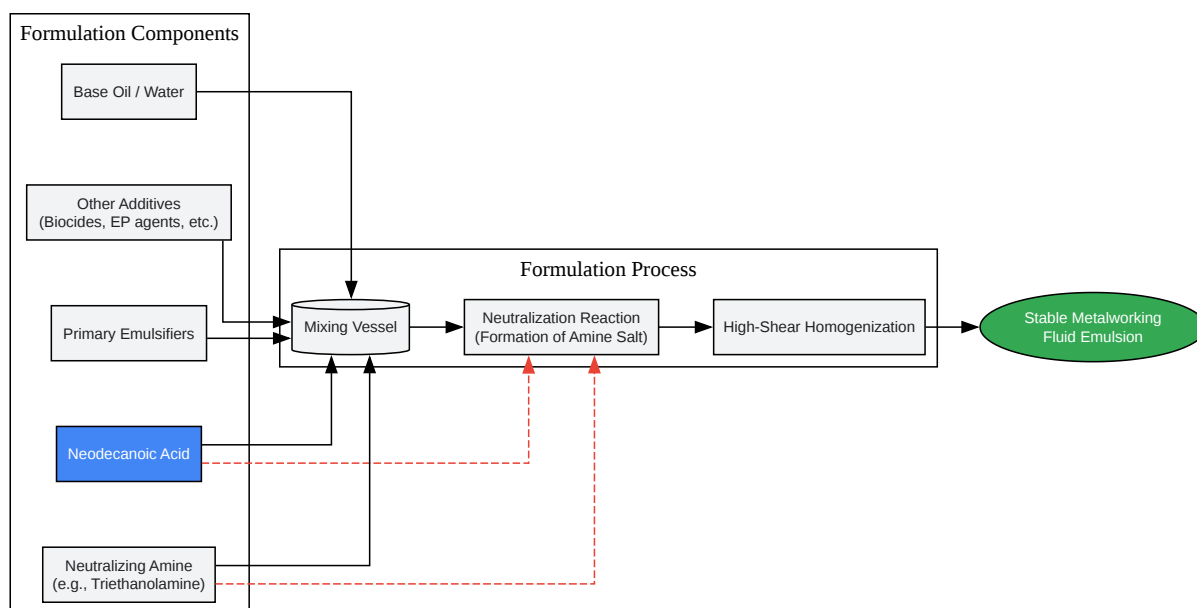 Formulation Components
Base Oil / Water
Other Additives
(Biocides, EP agents, etc.)
Primary Emulsifiers
Neodecanoic Acid
Neutralizing Amine
(e.g., Triethanolamine)
Formulation Process
Mixing Vessel
Neutralization Reaction
(Formation of Amine Salt)
High-Shear Homogenization
Stable Metalworking
Fluid Emulsion